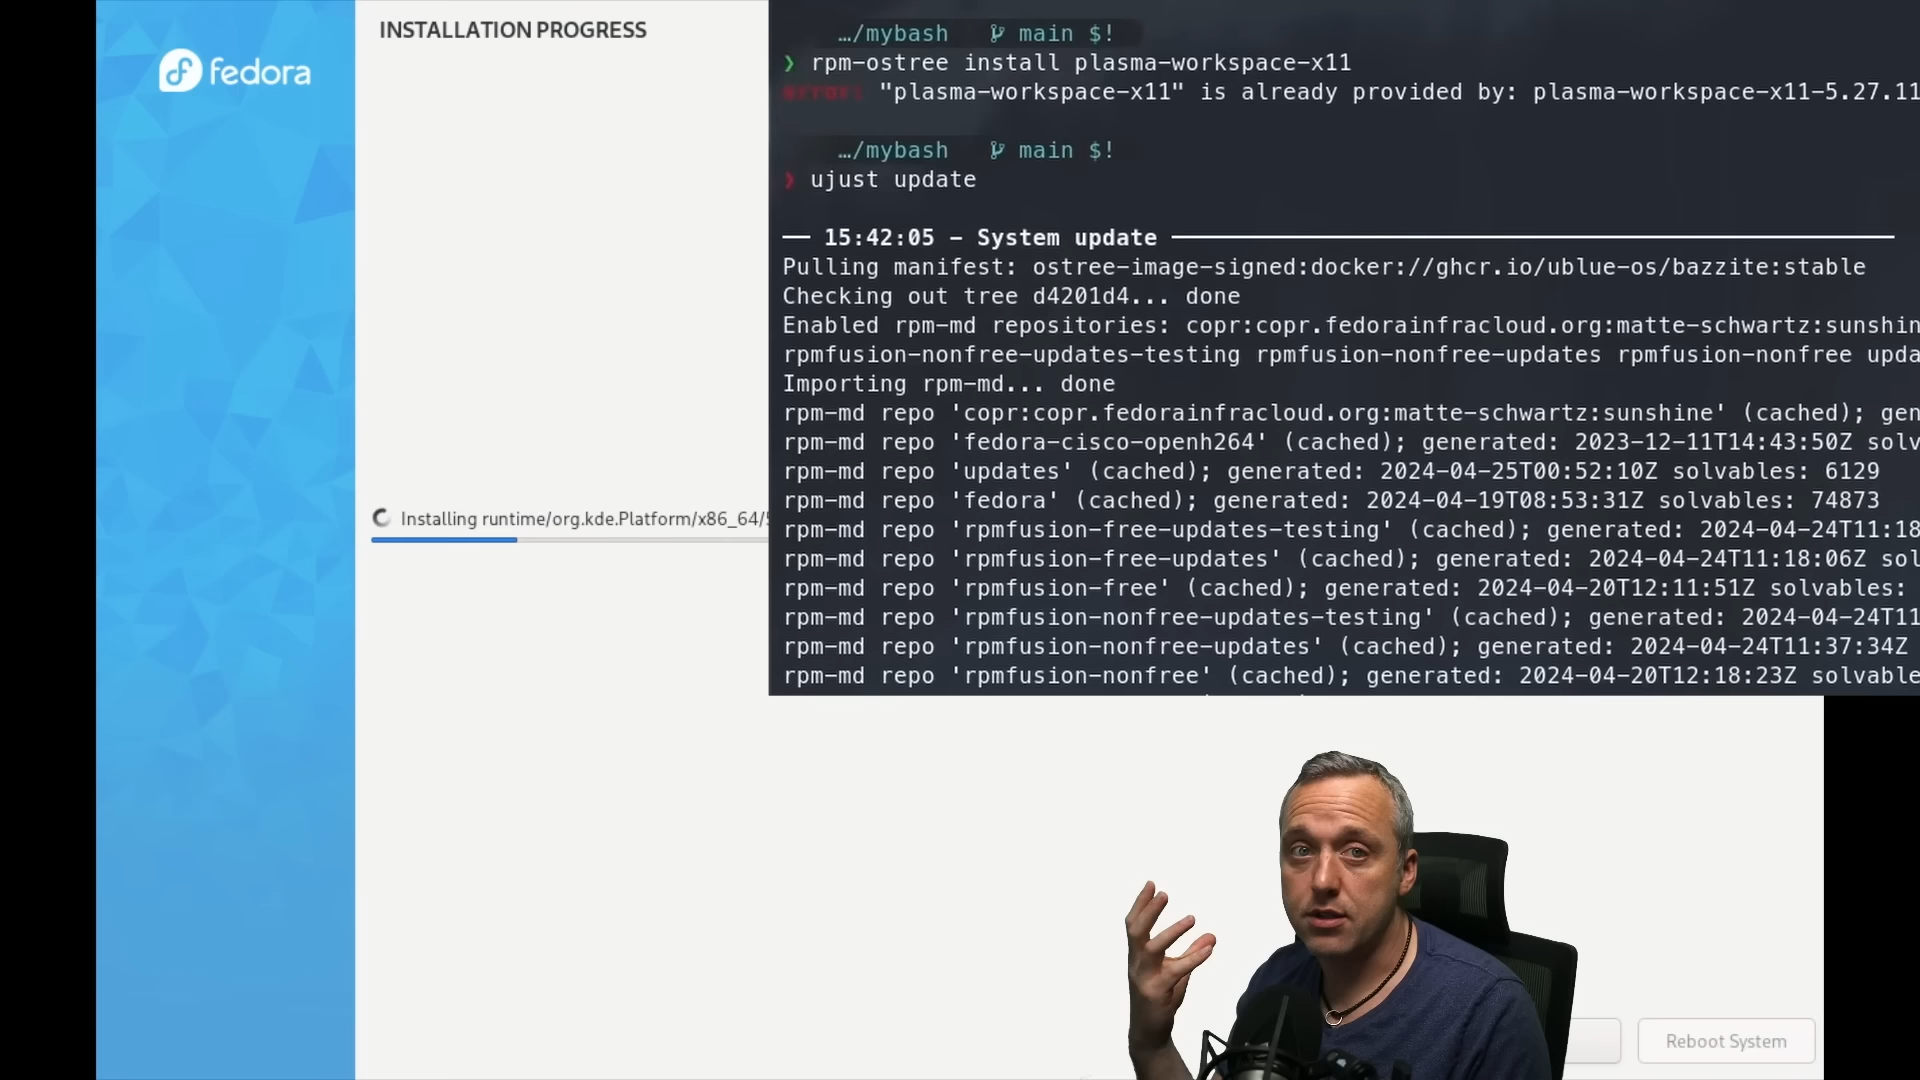 fedora
INSTALLATION PROGRESS
Installing runtime/org.kde.Platform/x86_64/5
…/mybash main $!
❯ rpm-ostree install plasma-workspace-x11
error: "plasma-workspace-x11" is already provided by: plasma-workspace-x11-5.27.11
…/mybash main $!
❯ ujust update
── 15:42:05 – System update ──
Pulling manifest: ostree-image-signed:docker://ghcr.io/ublue-os/bazzite:stable
Checking out tree d4201d4... done
Enabled rpm-md repositories: copr:copr.fedorainfracloud.org:matte-schwartz:sunshin
rpmfusion-nonfree-updates-testing rpmfusion-nonfree-updates rpmfusion-nonfree upda
Importing rpm-md... done
rpm-md repo 'copr:copr.fedorainfracloud.org:matte-schwartz:sunshine' (cached); gen
rpm-md repo 'fedora-cisco-openh264' (cached); generated: 2023-12-11T14:43:50Z solv
rpm-md repo 'updates' (cached); generated: 2024-04-25T00:52:10Z solvables: 6129
rpm-md repo 'fedora' (cached); generated: 2024-04-19T08:53:31Z solvables: 74873
rpm-md repo 'rpmfusion-free-updates-testing' (cached); generated: 2024-04-24T11:18
rpm-md repo 'rpmfusion-free-updates' (cached); generated: 2024-04-24T11:18:06Z sol
rpm-md repo 'rpmfusion-free' (cached); generated: 2024-04-20T12:11:51Z solvables:
rpm-md repo 'rpmfusion-nonfree-updates-testing' (cached); generated: 2024-04-24T11
rpm-md repo 'rpmfusion-nonfree-updates' (cached); generated: 2024-04-24T11:37:34Z
rpm-md repo 'rpmfusion-nonfree' (cached); generated: 2024-04-20T12:18:23Z solvable
Reboot System